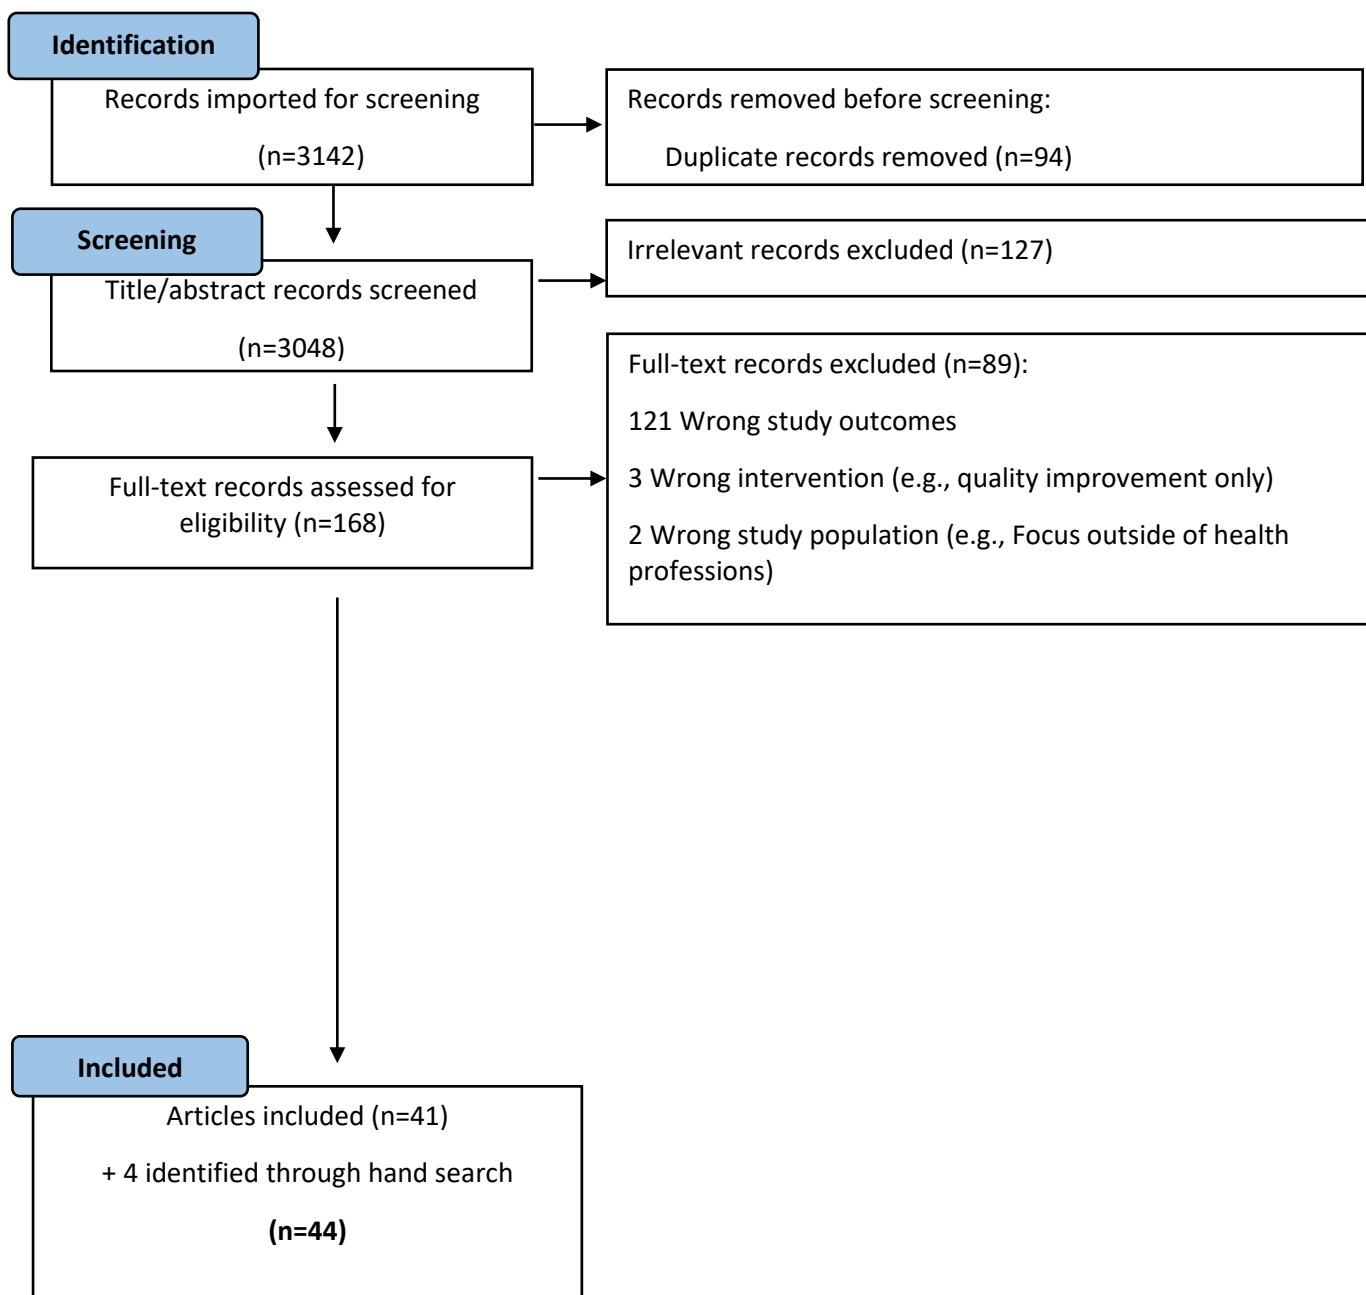 Identification
Records imported for screening
(n=3142)
Records removed before screening:
Duplicate records removed (n=94)
Screening
Title/abstract records screened
(n=3048)
Irrelevant records excluded (n=127)
Full-text records assessed for
eligibility (n=168)
Full-text records excluded (n=89):
121 Wrong study outcomes
3 Wrong intervention (e.g., quality improvement only)
2 Wrong study population (e.g., Focus outside of health
professions)
Included
Articles included (n=41)
+ 4 identified through hand search
(n=44)